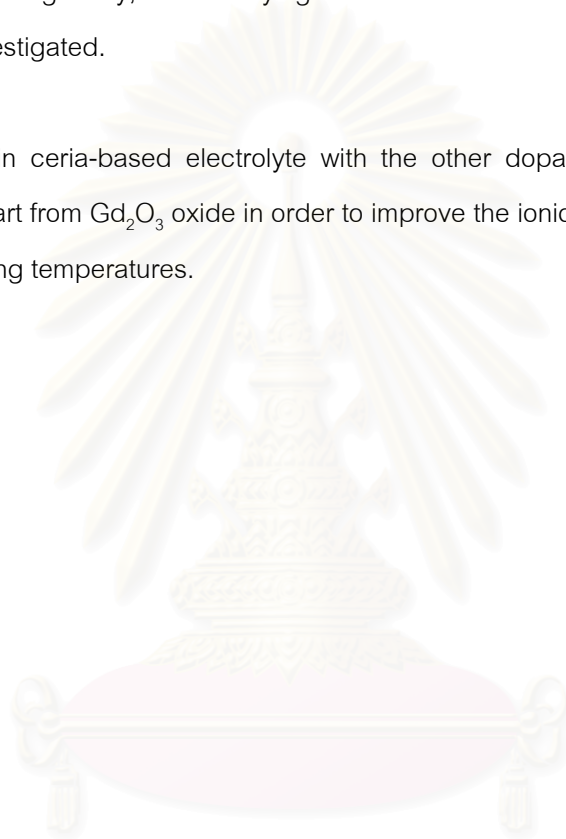 estigated.
n ceria-based electrolyte with the other dopa
art from Gd₂O₃ oxide in order to improve the ionic
ng temperatures.